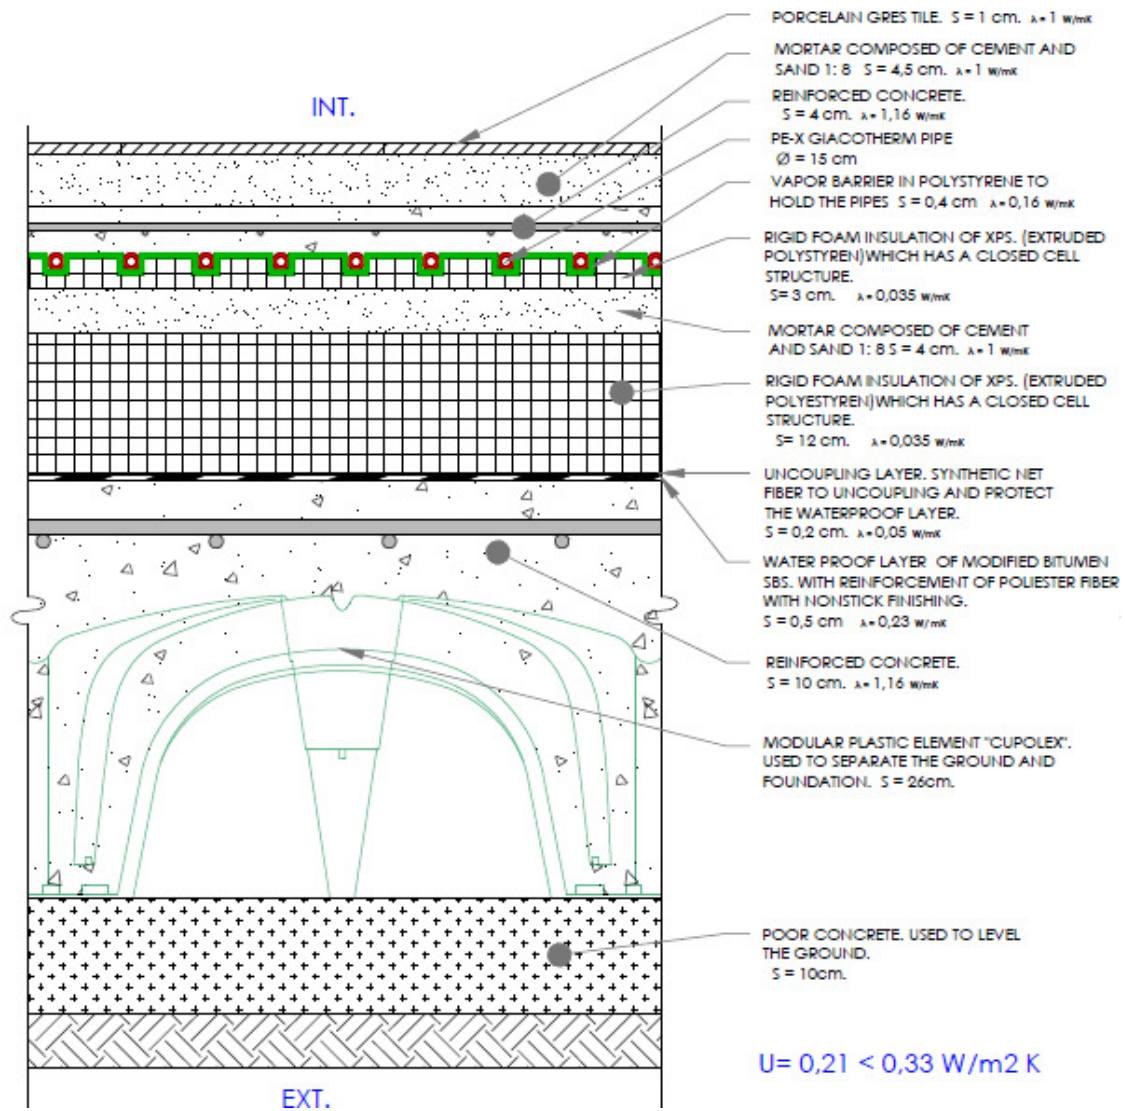 PORCELAIN GRES TILE. S = 1 cm. λ= 1 W/mK
MORTAR COMPOSED OF CEMENT AND
SAND 1: 8 S = 4,5 cm. λ= 1 W/mK
INT.
REINFORCED CONCRETE.
S = 4 cm. λ= 1,16 W/mK
PE-X GIACOTHERM PIPE
Ø = 15 cm
VAPOR BARRIER IN POLYSTYRENE TO
HOLD THE PIPES S = 0,4 cm λ= 0,16 W/mK
RIGID FOAM INSULATION OF XPS. (EXTRUDED
POLYSTYREN)WHICH HAS A CLOSED CELL
STRUCTURE.
S= 3 cm. λ= 0,035 W/mK
MORTAR COMPOSED OF CEMENT
AND SAND 1: 8 S = 4 cm. λ= 1 W/mK
RIGID FOAM INSULATION OF XPS. (EXTRUDED
POLYESTYREN)WHICH HAS A CLOSED CELL
STRUCTURE.
S= 12 cm. λ= 0,035 W/mK
UNCOUPLING LAYER. SYNTHETIC NET
FIBER TO UNCOUPLING AND PROTECT
THE WATERPROOF LAYER.
S = 0,2 cm. λ= 0,05 W/mK
WATER PROOF LAYER OF MODIFIED BITUMEN
SBS. WITH REINFORCEMENT OF POLIESTER FIBER
WITH NONSTICK FINISHING.
S = 0,5 cm λ= 0,23 W/mK
REINFORCED CONCRETE.
S = 10 cm. λ= 1,16 W/mK
MODULAR PLASTIC ELEMENT "CUPOLEX".
USED TO SEPARATE THE GROUND AND
FOUNDATION. S = 26cm.
POOR CONCRETE. USED TO LEVEL
THE GROUND.
S = 10cm.
U= 0,21 < 0,33 W/m2 K
EXT.